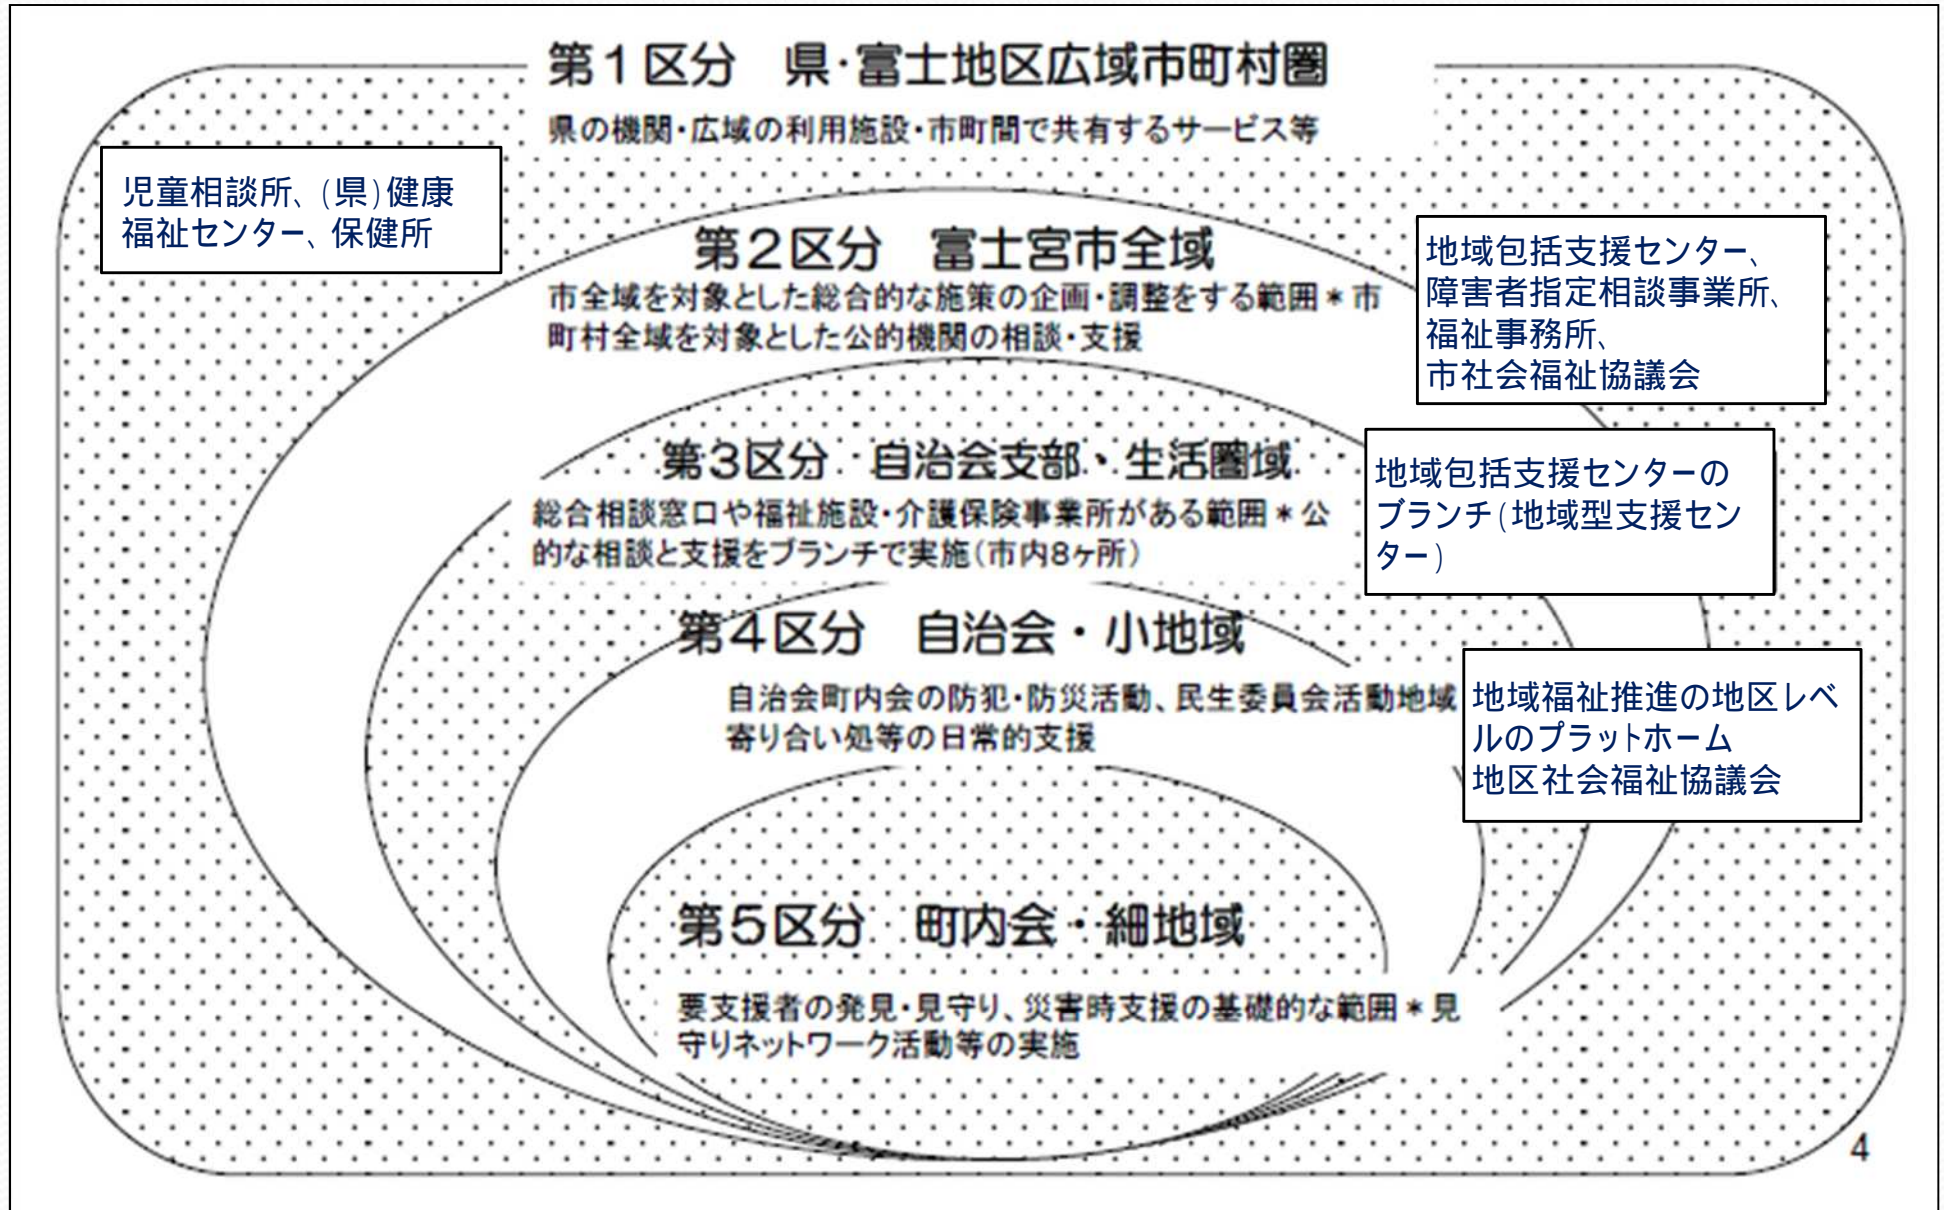 第1区分　県・富士地区広域市町村圏
県の機関・広域の利用施設・市町間で共有するサービス等
児童相談所、(県)健康
福祉センター、保健所
第2区分　富士宮市全域
市全域を対象とした総合的な施策の企画・調整をする範囲＊市
町村全域を対象とした公的機関の相談・支援
地域包括支援センター、
障害者指定相談事業所、
福祉事務所、
市社会福祉協議会
第3区分　自治会支部、生活圏域
総合相談窓口や福祉施設・介護保険事業所がある範囲＊公
的な相談と支援をブランチで実施(市内8ヶ所)
地域包括支援センターの
ブランチ(地域型支援セン
ター)
第4区分　自治会・小地域
自治会町内会の防犯・防災活動、民生委員会活動地域
寄り合い処等の日常的支援
地域福祉推進の地区レベ
ルのプラットホーム
地区社会福祉協議会
第5区分　町内会・細地域
要支援者の発見・見守り、災害時支援の基礎的な範囲＊見
守りネットワーク活動等の実施
4